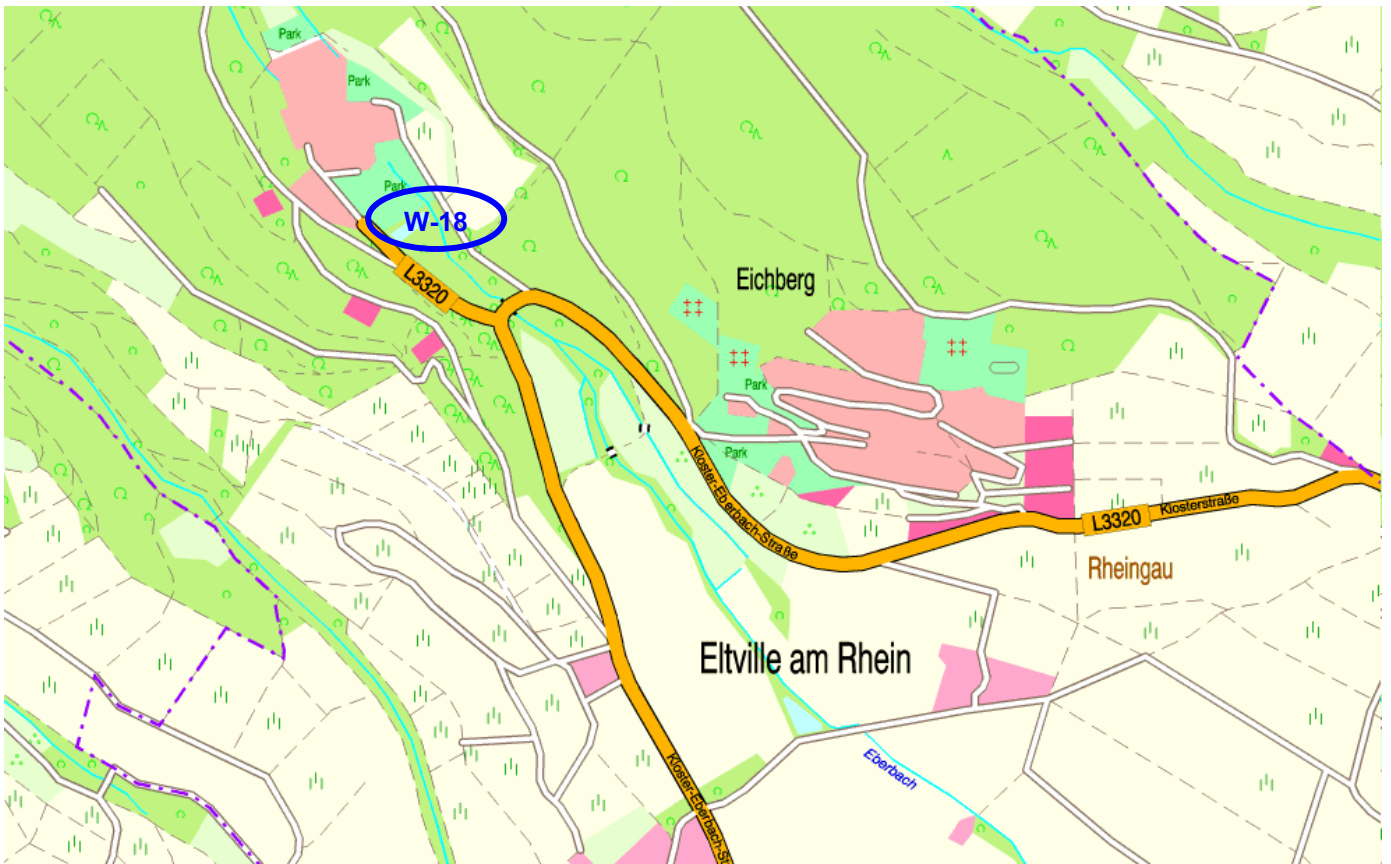 Park
Park
Park
W-18
L3320
Eichberg
Park
Park
Kloster-Eberbach-Straße
L3320
Klosterstraße
Rheingau
Eltville am Rhein
Eberbach
Kloster-Eberbach-Str